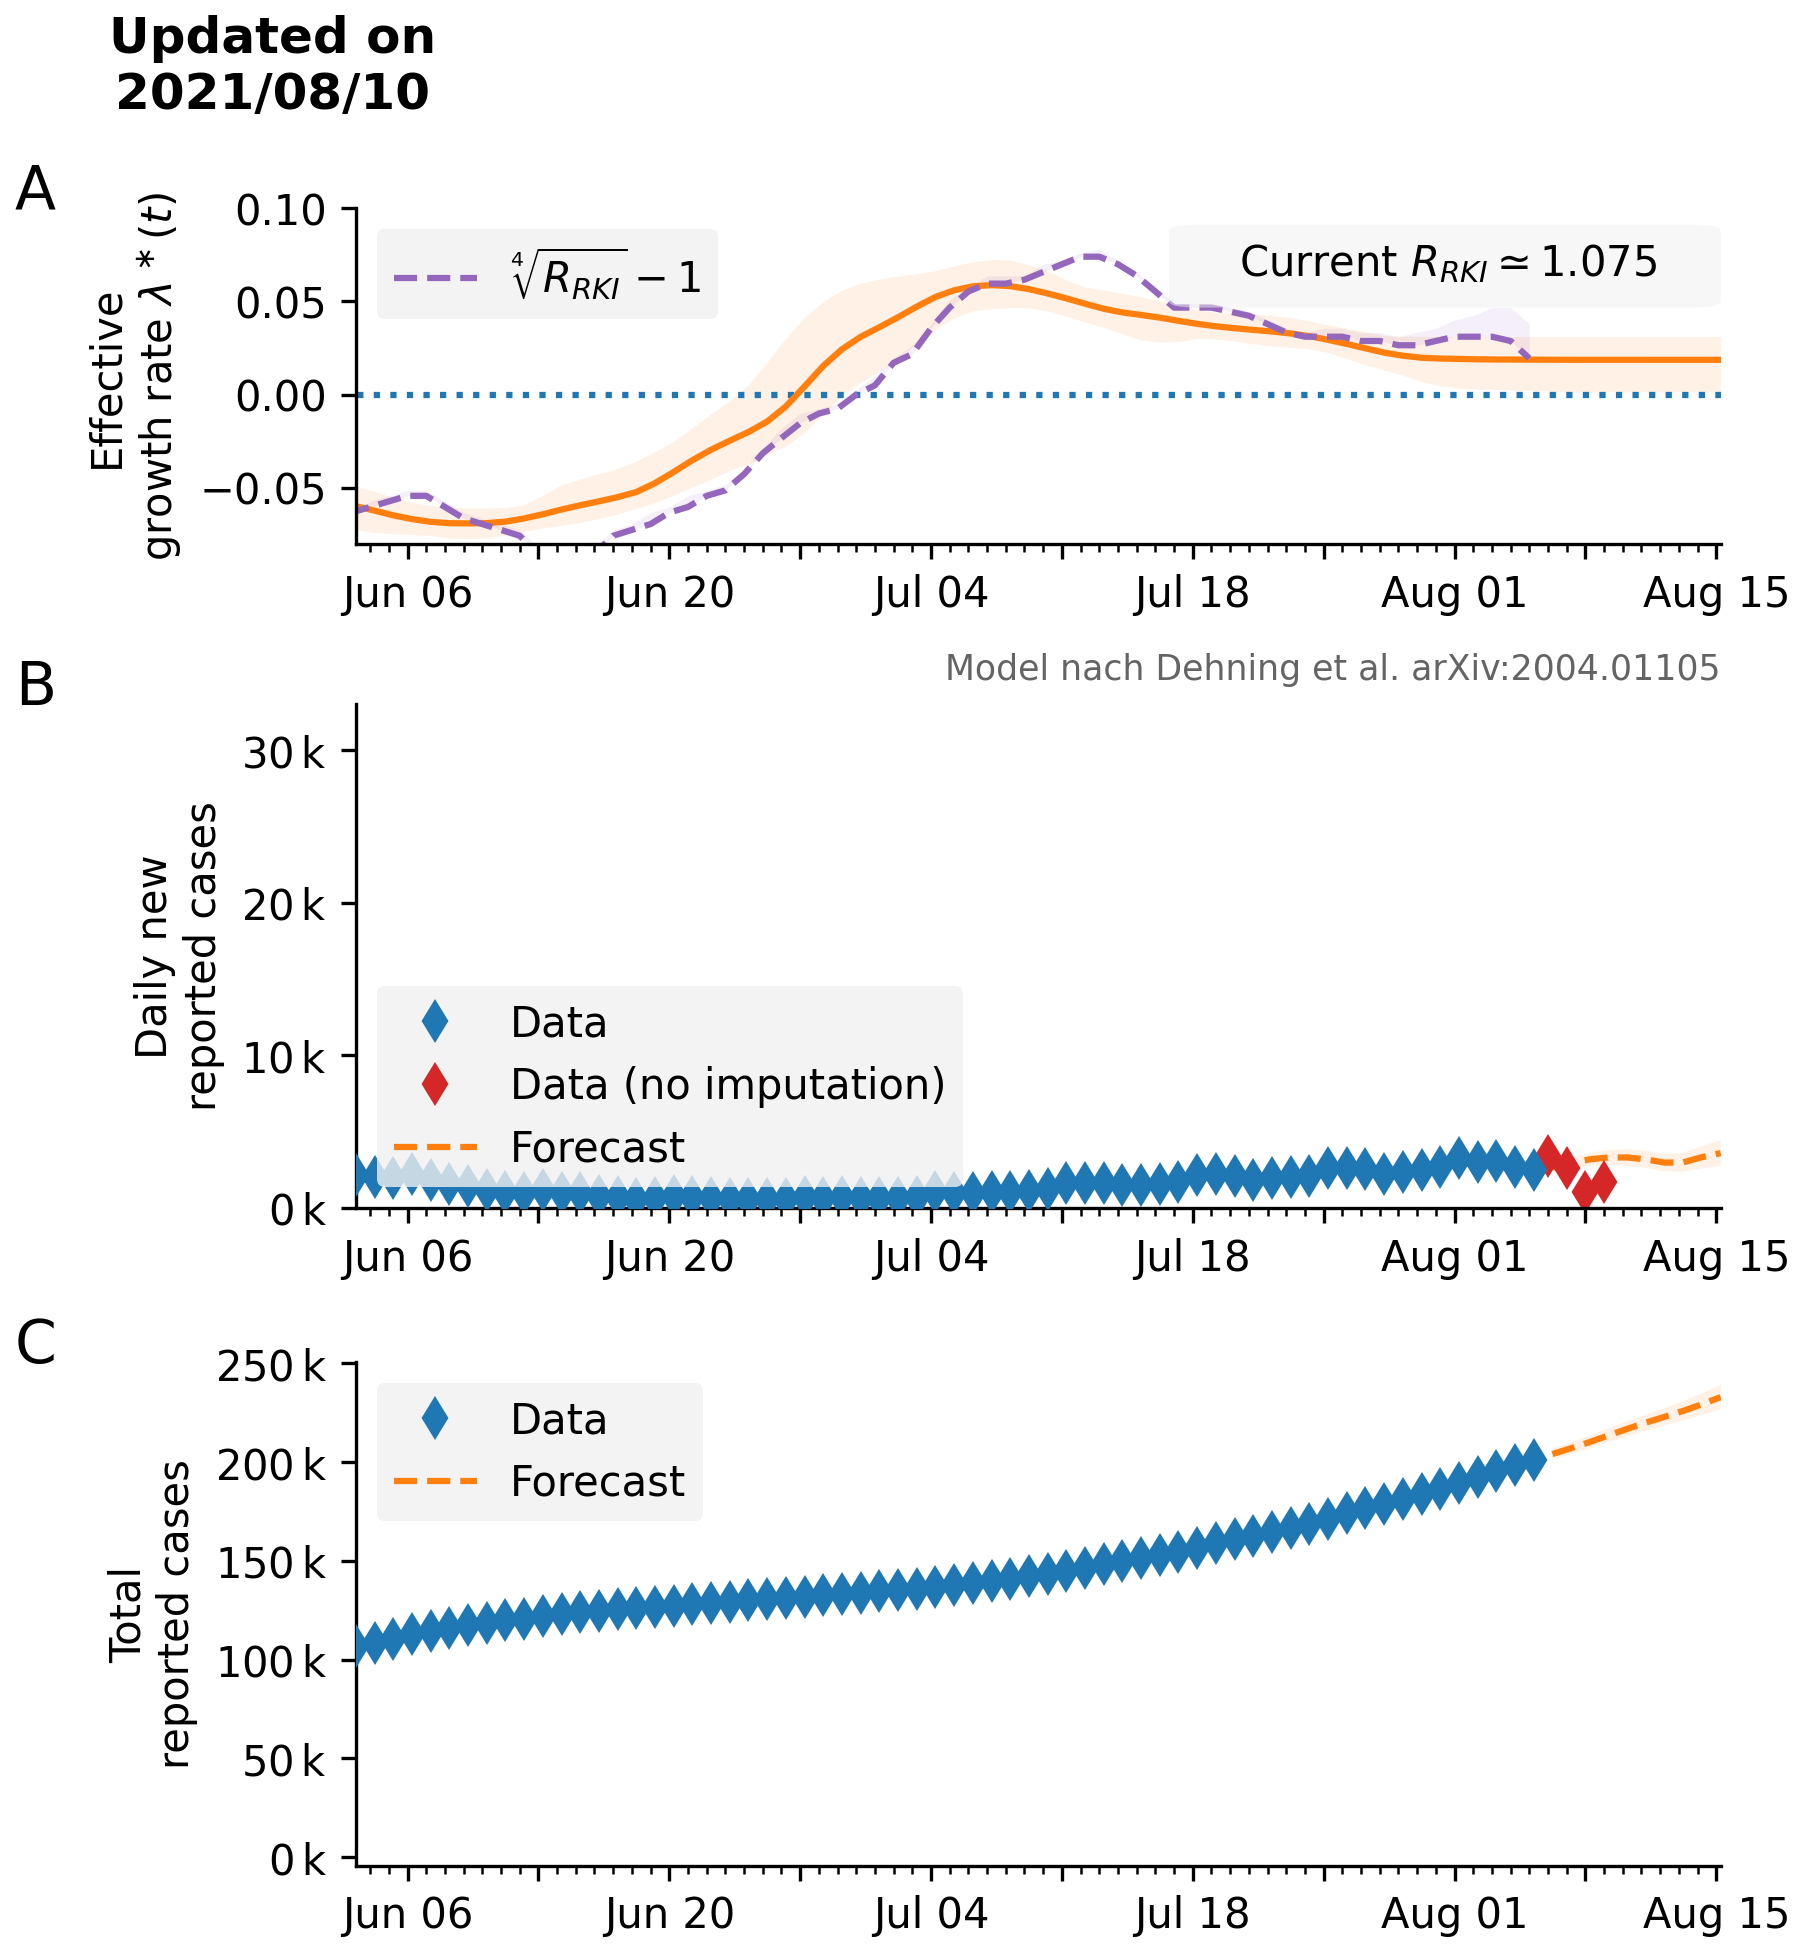 Updated on
2021/08/10
A
Effective
growth rate λ * (t)
0.10
0.05
0.00
−0.05
∜R_RKI − 1
Current R_RKI ≃ 1.075
Jun 06
Jun 20
Jul 04
Jul 18
Aug 01
Aug 15
Model nach Dehning et al. arXiv:2004.01105
B
Daily new
reported cases
30 k
20 k
10 k
0 k
Data
Data (no imputation)
Forecast
Jun 06
Jun 20
Jul 04
Jul 18
Aug 01
Aug 15
C
Total
reported cases
250 k
200 k
150 k
100 k
50 k
0 k
Data
Forecast
Jun 06
Jun 20
Jul 04
Jul 18
Aug 01
Aug 15